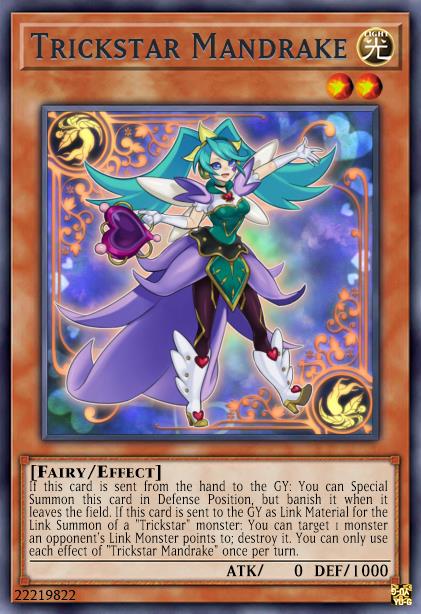 Trickstar Mandrake
LIGHT
光
[Fairy/Effect]
If this card is sent from the hand to the GY: You can Special
Summon this card in Defense Position, but banish it when it
leaves the field. If this card is sent to the GY as Link Material for the
Link Summon of a "Trickstar" monster: You can target 1 monster
an opponent's Link Monster points to; destroy it. You can only use
each effect of "Trickstar Mandrake" once per turn.
ATK/ 0 DEF/1000
22219822